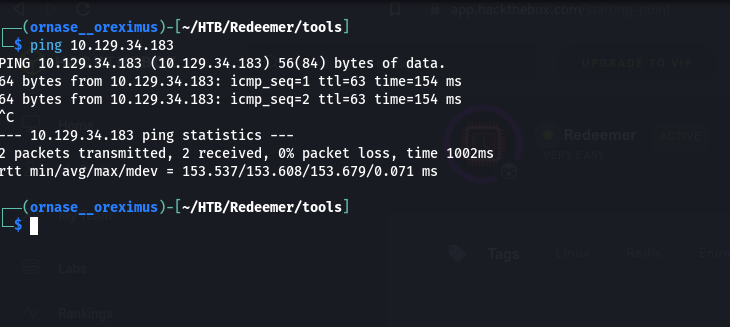 app.hackthebox.com/starting-point
┌──(ornase__oreximus)-[~/HTB/Redeemer/tools]
└─$ ping 10.129.34.183
PING 10.129.34.183 (10.129.34.183) 56(84) bytes of data.
64 bytes from 10.129.34.183: icmp_seq=1 ttl=63 time=154 ms
64 bytes from 10.129.34.183: icmp_seq=2 ttl=63 time=154 ms
^C
--- 10.129.34.183 ping statistics ---
2 packets transmitted, 2 received, 0% packet loss, time 1002ms
rtt min/avg/max/mdev = 153.537/153.608/153.679/0.071 ms
┌──(ornase__oreximus)-[~/HTB/Redeemer/tools]
└─$
UPGRADE TO VIP
Home
Redeemer ACTIVE
VERY EASY
Tags Linux Redis
Labs
Rankings